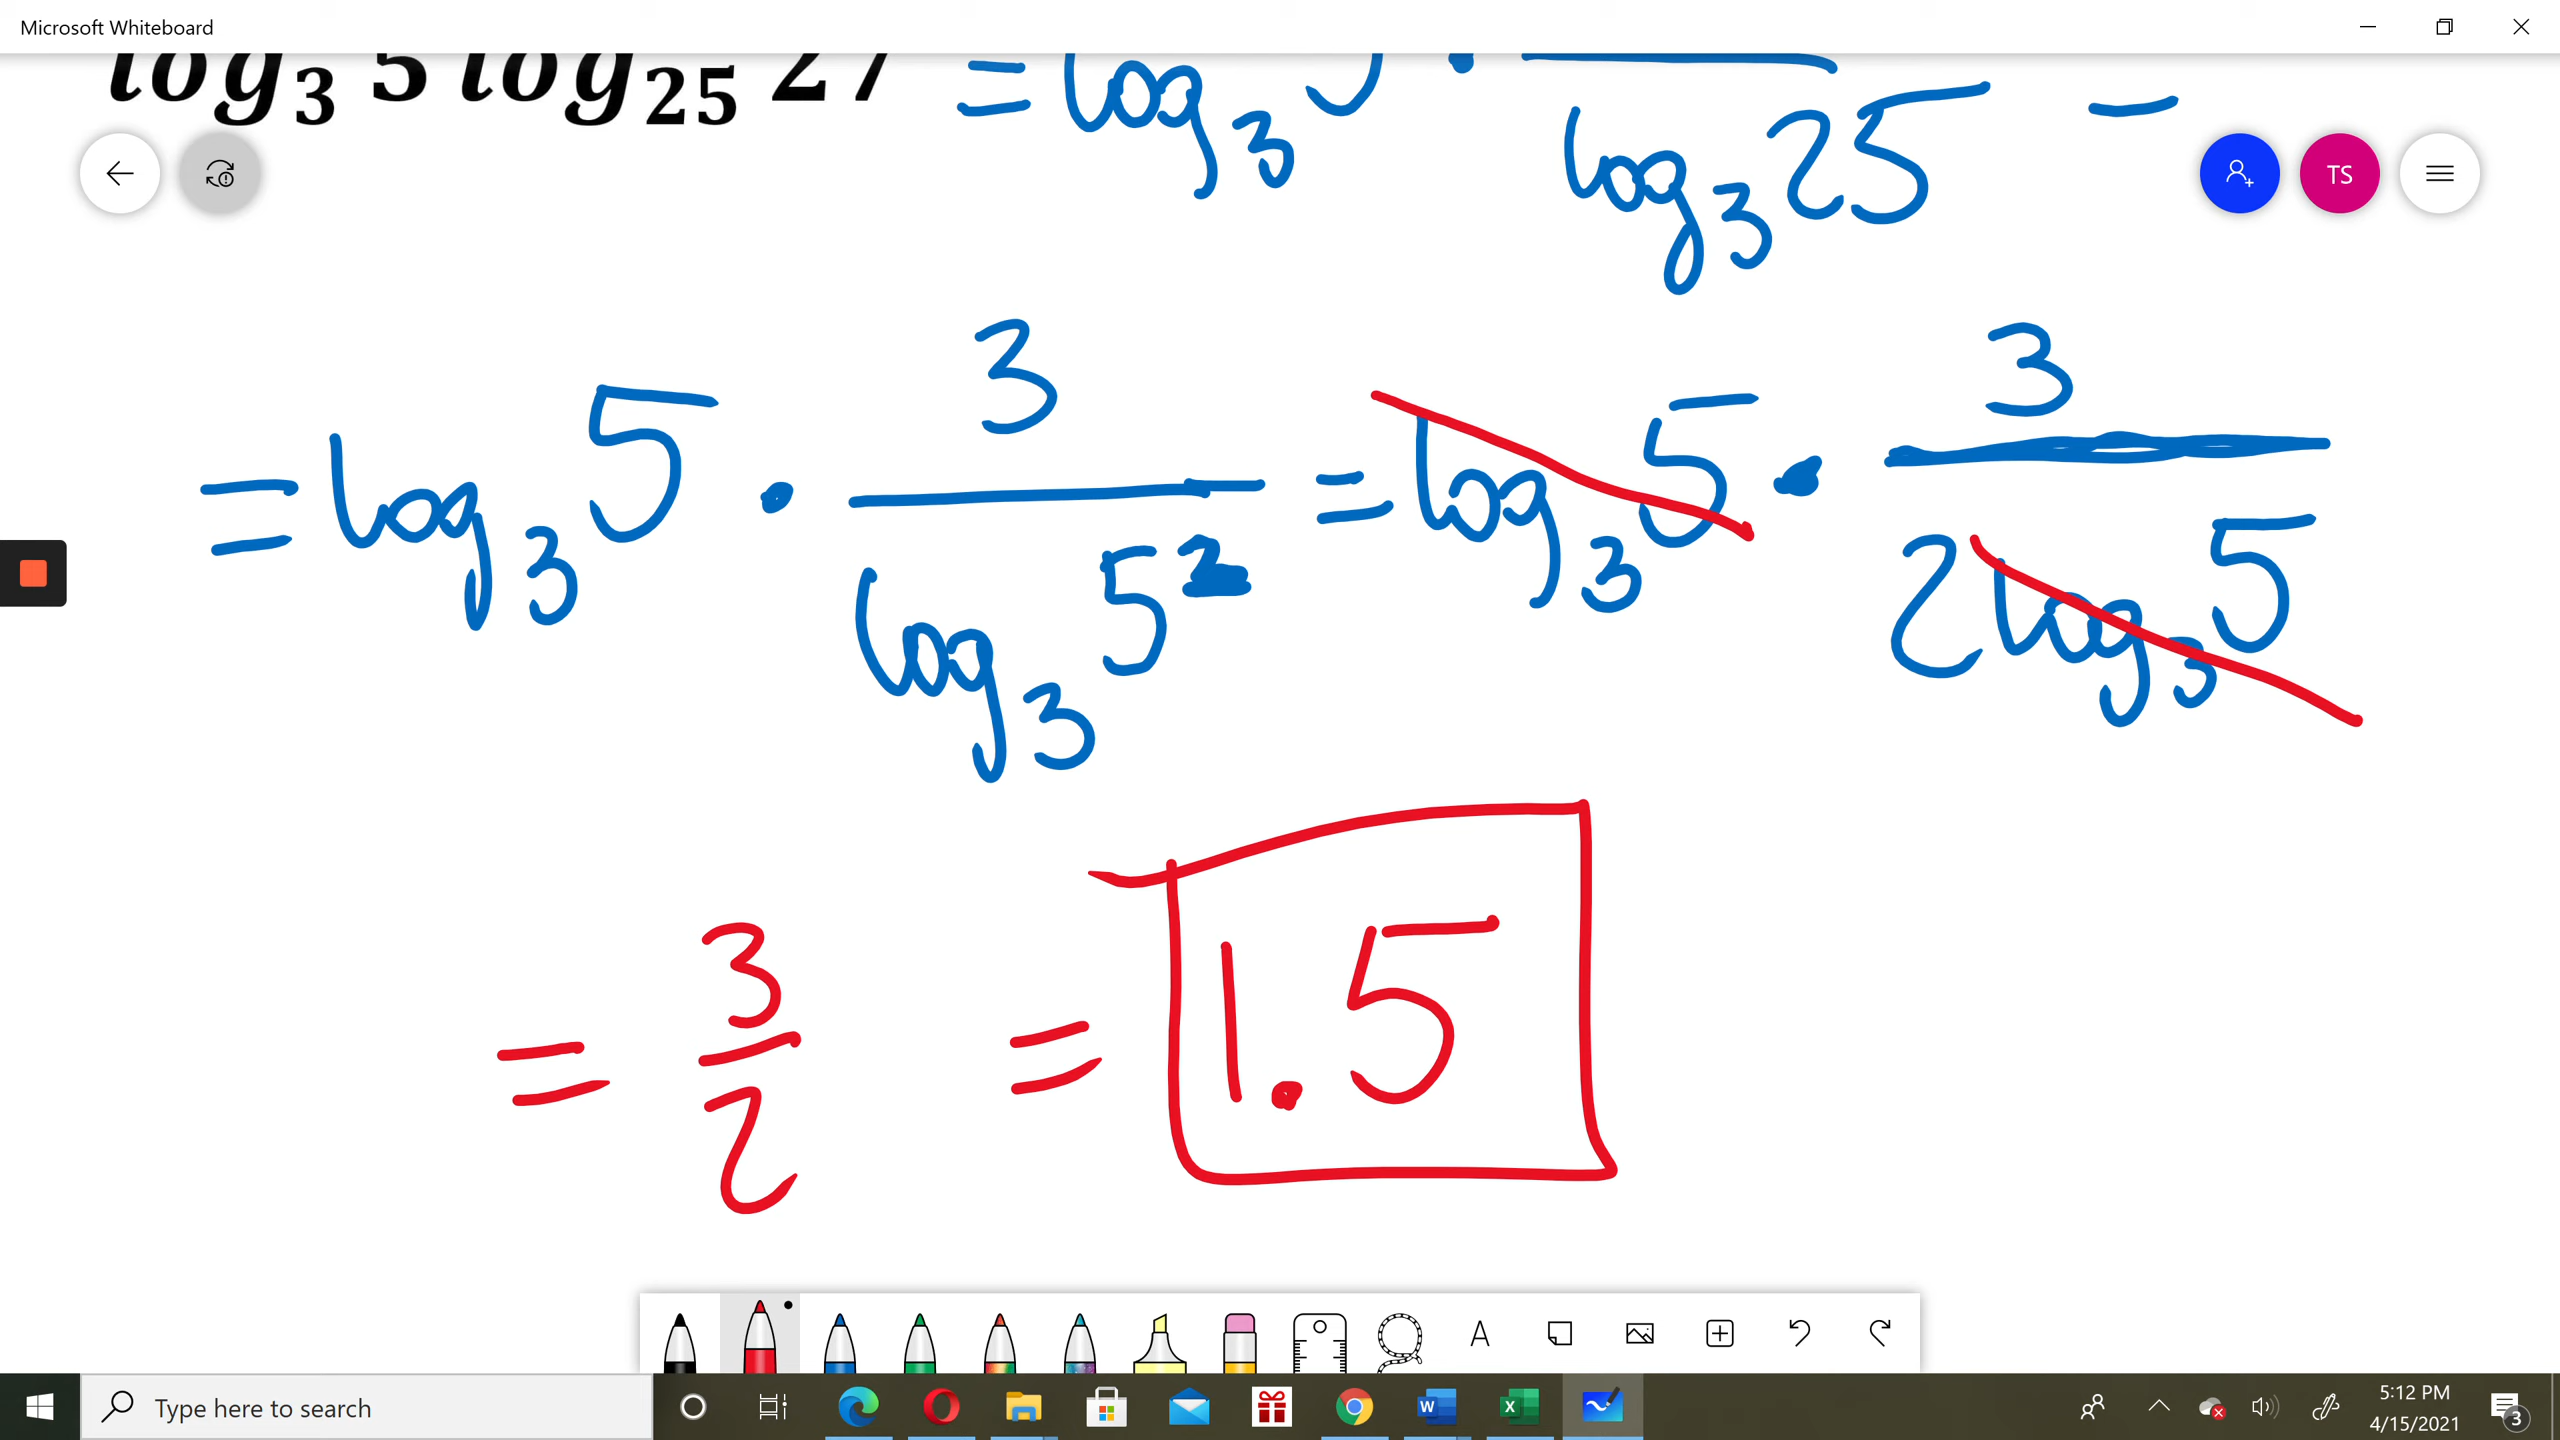 Microsoft Whiteboard
log₃ 5 log₂₅ 27 = log₃ 5 · ―/log₃ 25 =
TS
= log₃ 5 · 3/log₃ 5² = log₃ 5 · 3/2 log₃ 5
= 3/2 = 1.5
A
Type here to search
5:12 PM
4/15/2021
3